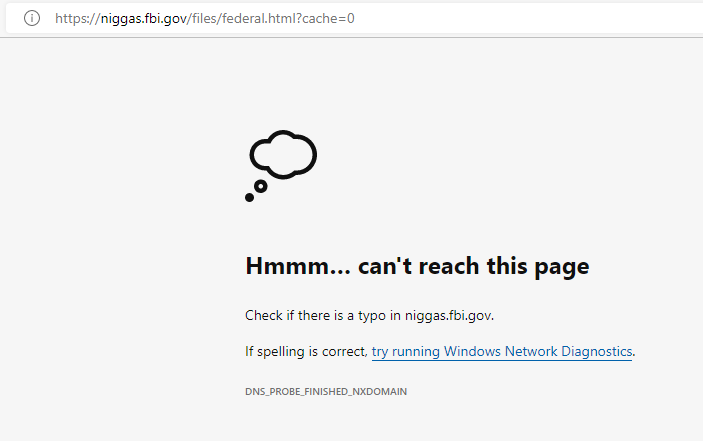 https://niggas.fbi.gov/files/federal.html?cache=0
Hmmm... can't reach this page
Check if there is a typo in niggas.fbi.gov.
If spelling is correct, try running Windows Network Diagnostics.
DNS_PROBE_FINISHED_NXDOMAIN